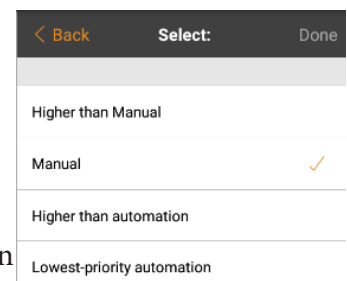 < Back Select: Done
Higher than Manual
Manual
Higher than automation
n
Lowest-priority automation